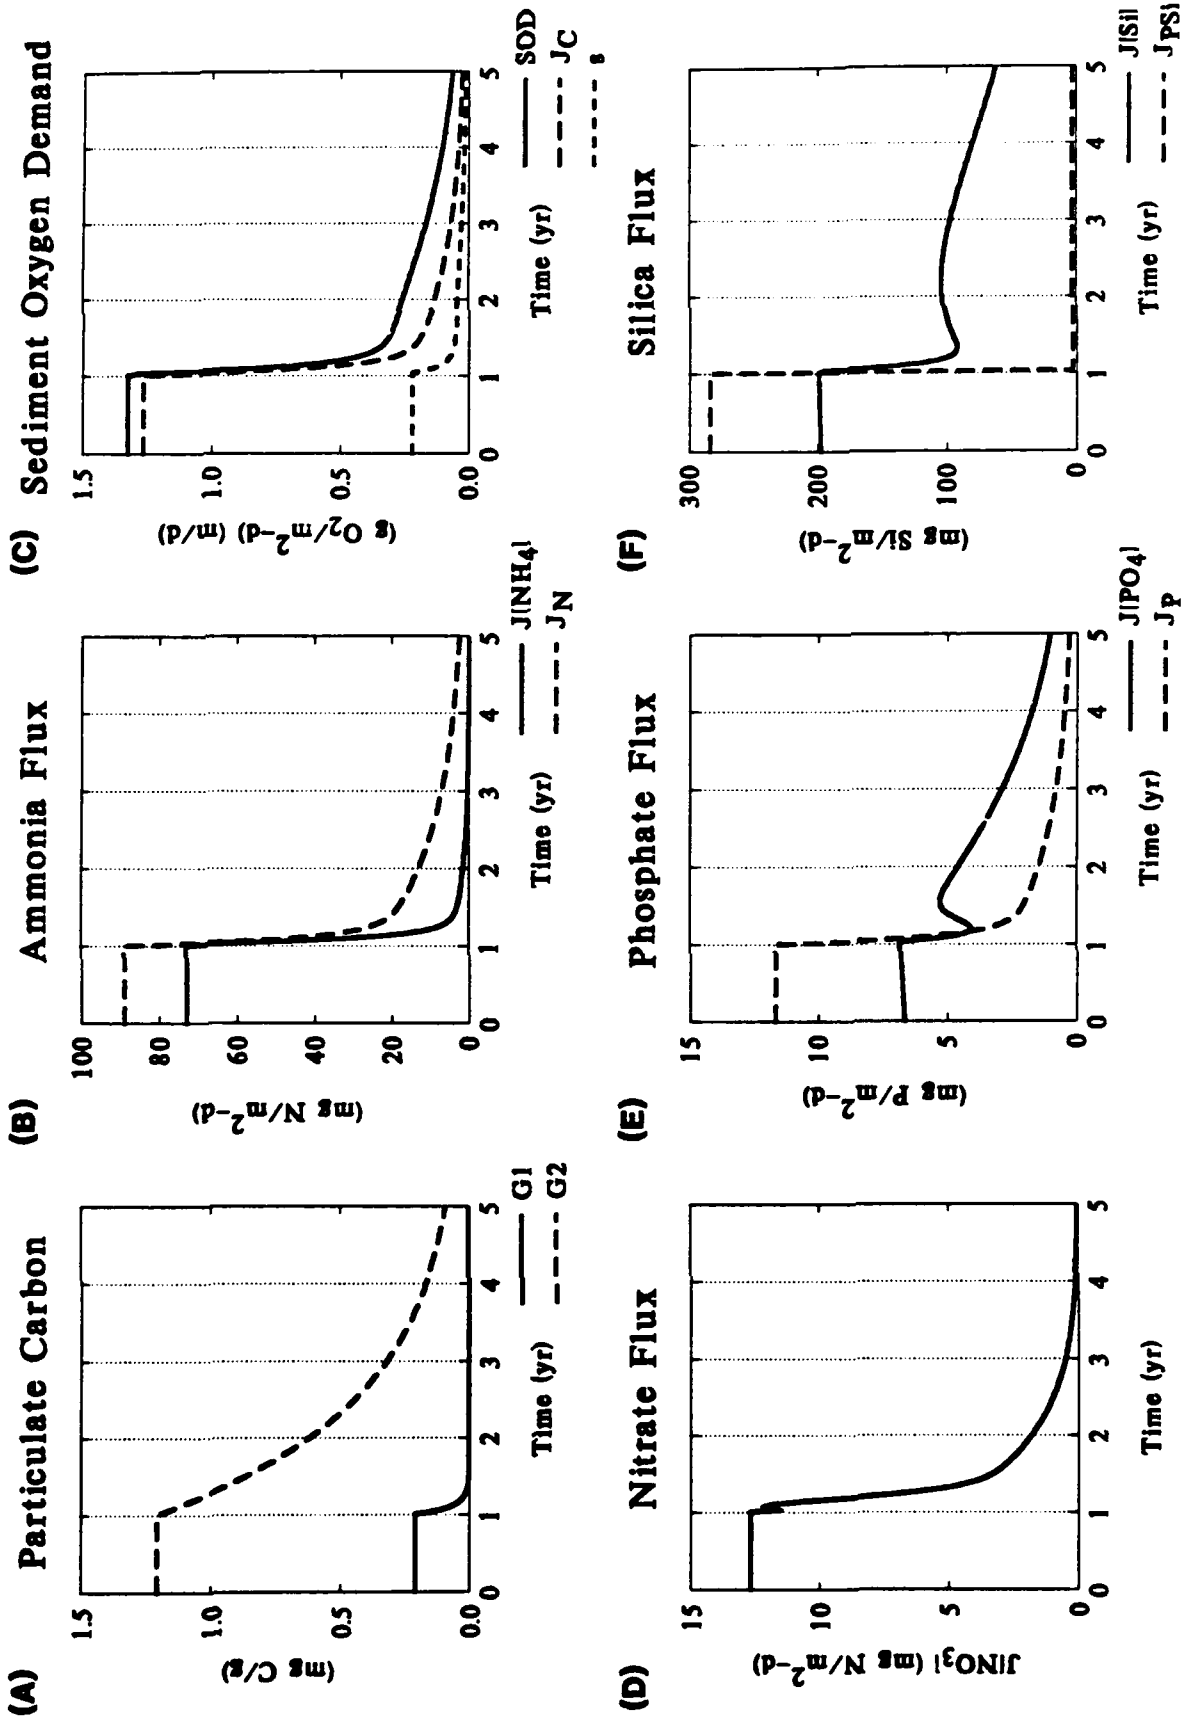 (A)
Particulate Carbon
(mg C/g)
1.5
1.0
0.5
0.0
0 1 2 3 4 5
Time (yr)
G1
G2
(B)
Ammonia Flux
(mg N/m²-d)
100
80
60
40
20
0
0 1 2 3 4 5
Time (yr)
J[NH₄]
J_N
(C)
Sediment Oxygen Demand
(g O₂/m²-d) (m/d)
1.5
1.0
0.5
0.0
0 1 2 3 4 5
Time (yr)
SOD
J_C
s
(D)
Nitrate Flux
J[NO₃] (mg N/m²-d)
15
10
5
0
0 1 2 3 4 5
Time (yr)
(E)
Phosphate Flux
(mg P/m²-d)
15
10
5
0
0 1 2 3 4 5
Time (yr)
J[PO₄]
J_P
(F)
Silica Flux
(mg Si/m²-d)
300
200
100
0
0 1 2 3 4 5
Time (yr)
J[Si]
J_PSi